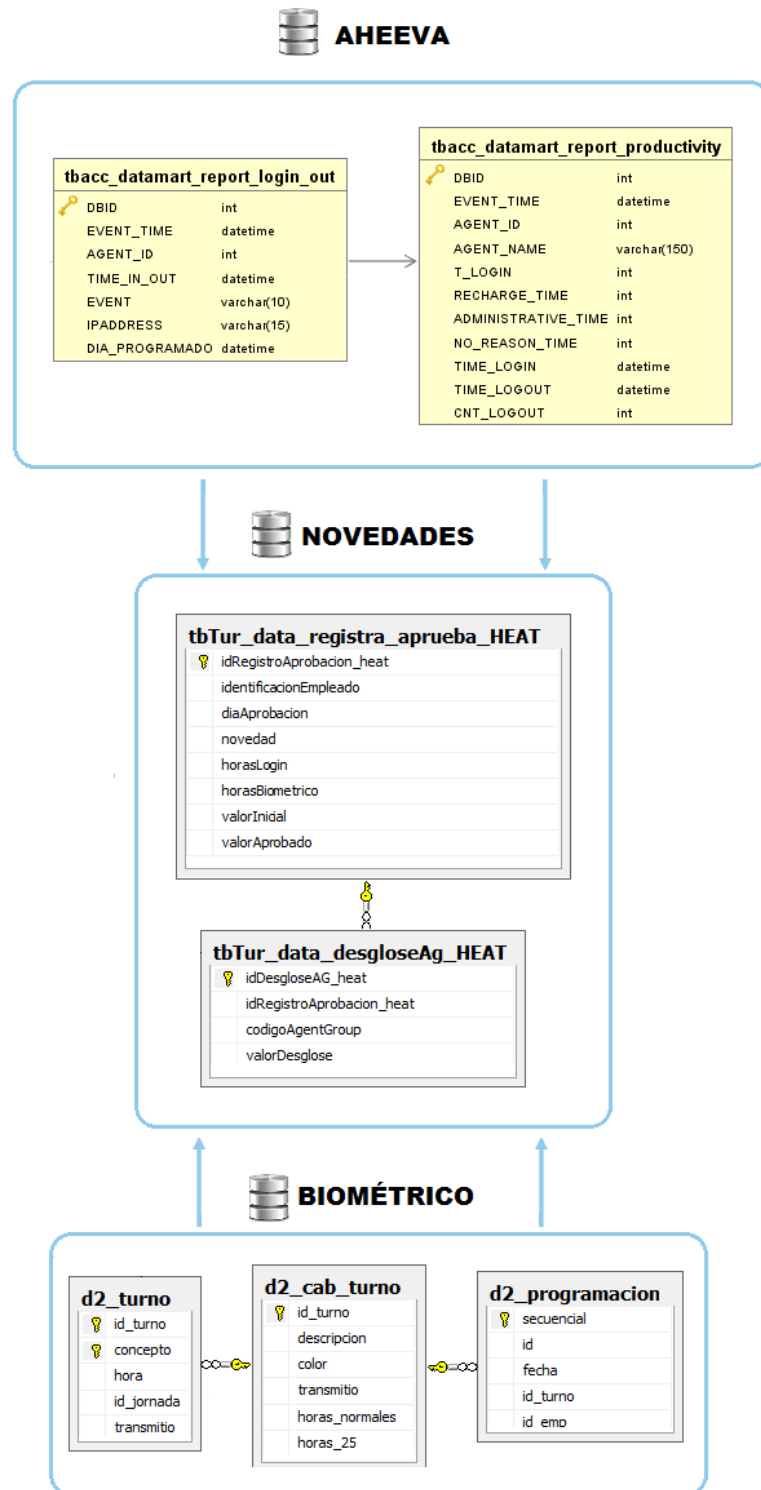 AHEEVA
tbacc_datamart_report_login_out
DBID int
EVENT_TIME datetime
AGENT_ID int
TIME_IN_OUT datetime
EVENT varchar(10)
IPADDRESS varchar(15)
DIA_PROGRAMADO datetime
tbacc_datamart_report_productivity
DBID int
EVENT_TIME datetime
AGENT_ID int
AGENT_NAME varchar(150)
T_LOGIN int
RECHARGE_TIME int
ADMINISTRATIVE_TIME int
NO_REASON_TIME int
TIME_LOGIN datetime
TIME_LOGOUT datetime
CNT_LOGOUT int
NOVEDADES
tbTur_data_registra_aprueba_HEAT
idRegistroAprobacion_heat
identificacionEmpleado
diaAprobacion
novedad
horasLogin
horasBiometrico
valorInicial
valorAprobado
tbTur_data_desgloseAg_HEAT
idDesgloseAG_heat
idRegistroAprobacion_heat
codigoAgentGroup
valorDesglose
BIOMÉTRICO
d2_turno
id_turno
concepto
hora
id_jornada
transmitio
d2_cab_turno
id_turno
descripcion
color
transmitio
horas_normales
horas_25
d2_programacion
secuencial
id
fecha
id_turno
id_emp